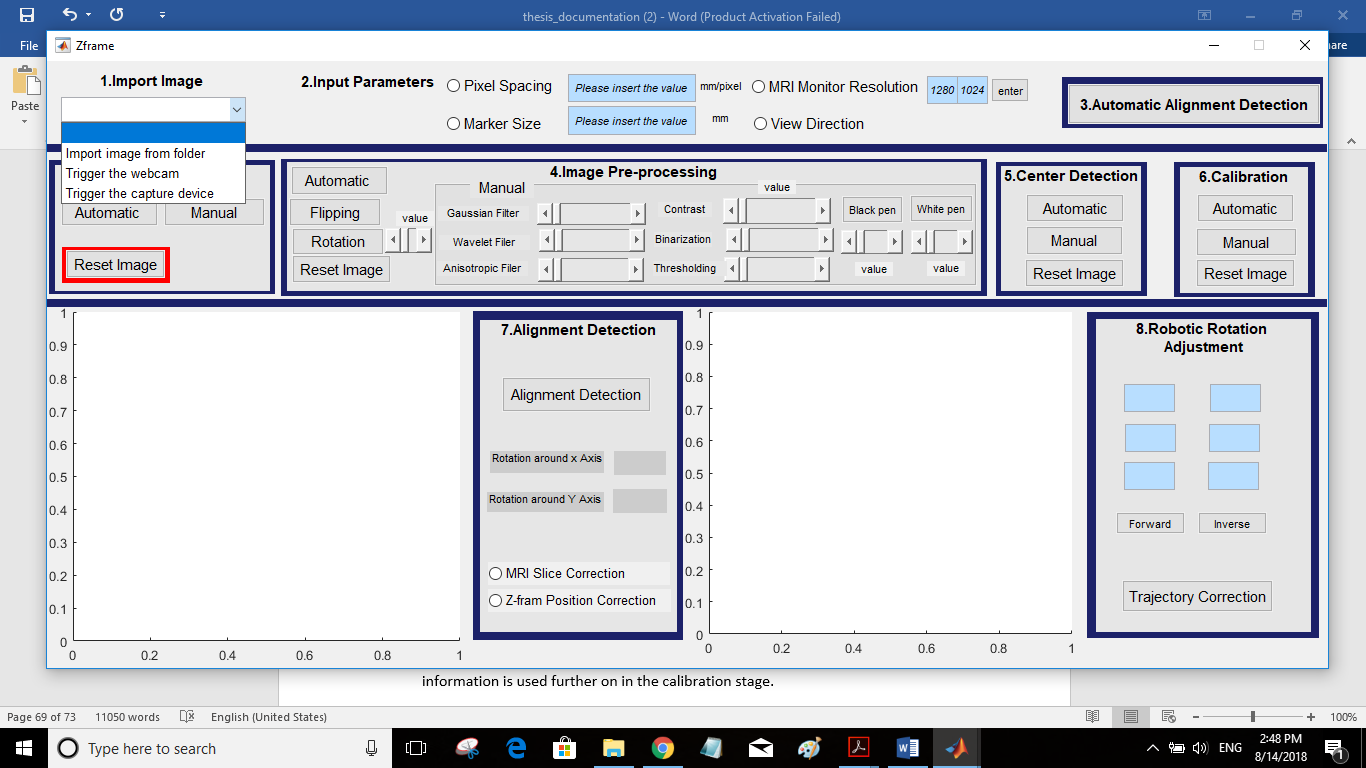 thesis_documentation (2) - Word (Product Activation Failed)
File
are
Paste
Zframe
1.Import Image
Import image from folder
Trigger the webcam
Trigger the capture device
Automatic
Manual
Reset Image
2.Input Parameters
Pixel Spacing
Please insert the value
mm/pixel
MRI Monitor Resolution
1280
1024
enter
Marker Size
Please insert the value
mm
View Direction
3.Automatic Alignment Detection
4.Image Pre-processing
Automatic
Flipping
Rotation
value
Reset Image
Manual
value
Gaussian Filter
Wavelet Filer
Anisotropic Filer
Contrast
Binarization
Thresholding
Black pen
White pen
value
value
5.Center Detection
Automatic
Manual
Reset Image
6.Calibration
Automatic
Manual
Reset Image
1
0.9
0.8
0.7
0.6
0.5
0.4
0.3
0.2
0.1
0
0 0.2 0.4 0.6 0.8 1
7.Alignment Detection
Alignment Detection
Rotation around x Axis
Rotation around Y Axis
MRI Slice Correction
Z-fram Position Correction
1
0.9
0.8
0.7
0.6
0.5
0.4
0.3
0.2
0.1
0
0 0.2 0.4 0.6 0.8 1
8.Robotic Rotation
Adjustment
Forward
Inverse
Trajectory Correction
information is used further on in the calibration stage.
Page 69 of 73 11050 words English (United States) 100%
Type here to search
ENG
2:48 PM
8/14/2018
1